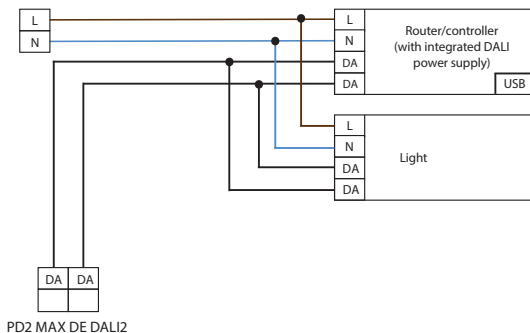 L
N
L
N
DA
DA
Router/controller
(with integrated DALI
power supply)
USB
L
N
DA
DA
Light
DA DA
PD2 MAX DE DALI2